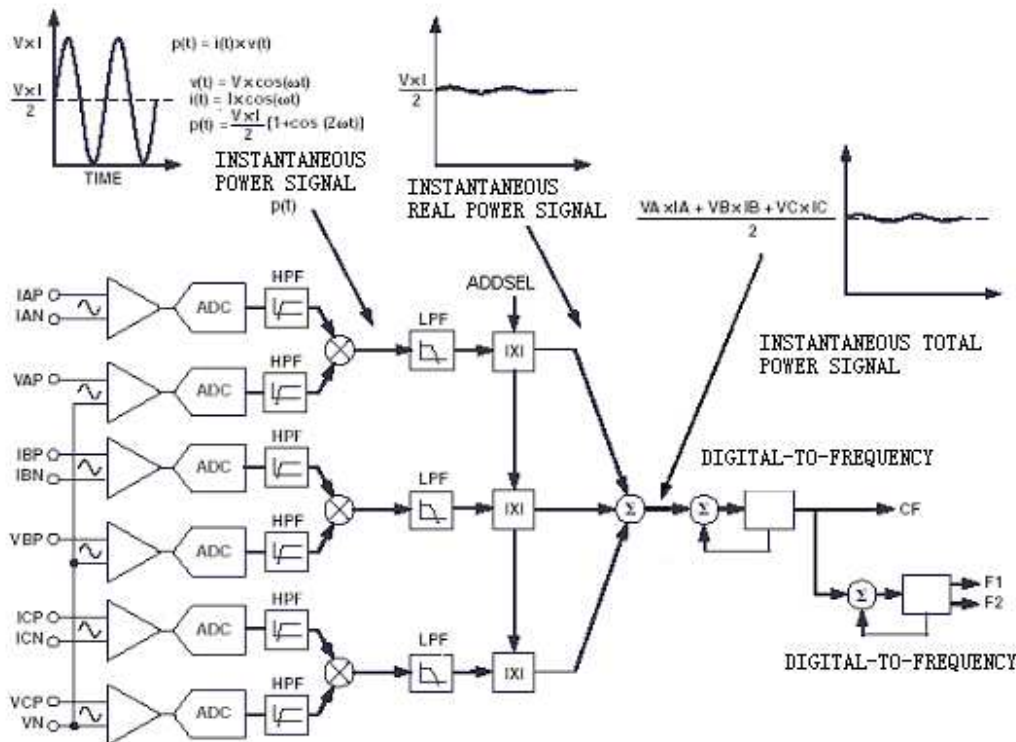 V×I
V×I
2
TIME
p(t) = i(t)×v(t)
v(t) = V×cos(ωt)
i(t) = I×cos(ωt)
p(t) = V×I/2 [1+cos (2ωt)]
INSTANTANEOUS
POWER SIGNAL
p(t)
V×I
2
INSTANTANEOUS
REAL POWER SIGNAL
VA×IA + VB×IB + VC×IC
2
INSTANTANEOUS TOTAL
POWER SIGNAL
ADDSEL
IAP
IAN
ADC
HPF
LPF
|X|
VAP
ADC
HPF
IBP
IBN
ADC
HPF
LPF
|X|
VBP
ADC
HPF
ICP
ICN
ADC
HPF
LPF
|X|
VCP
VN
ADC
HPF
Σ
DIGITAL-TO-FREQUENCY
Σ
CF
Σ
F1
F2
DIGITAL-TO-FREQUENCY